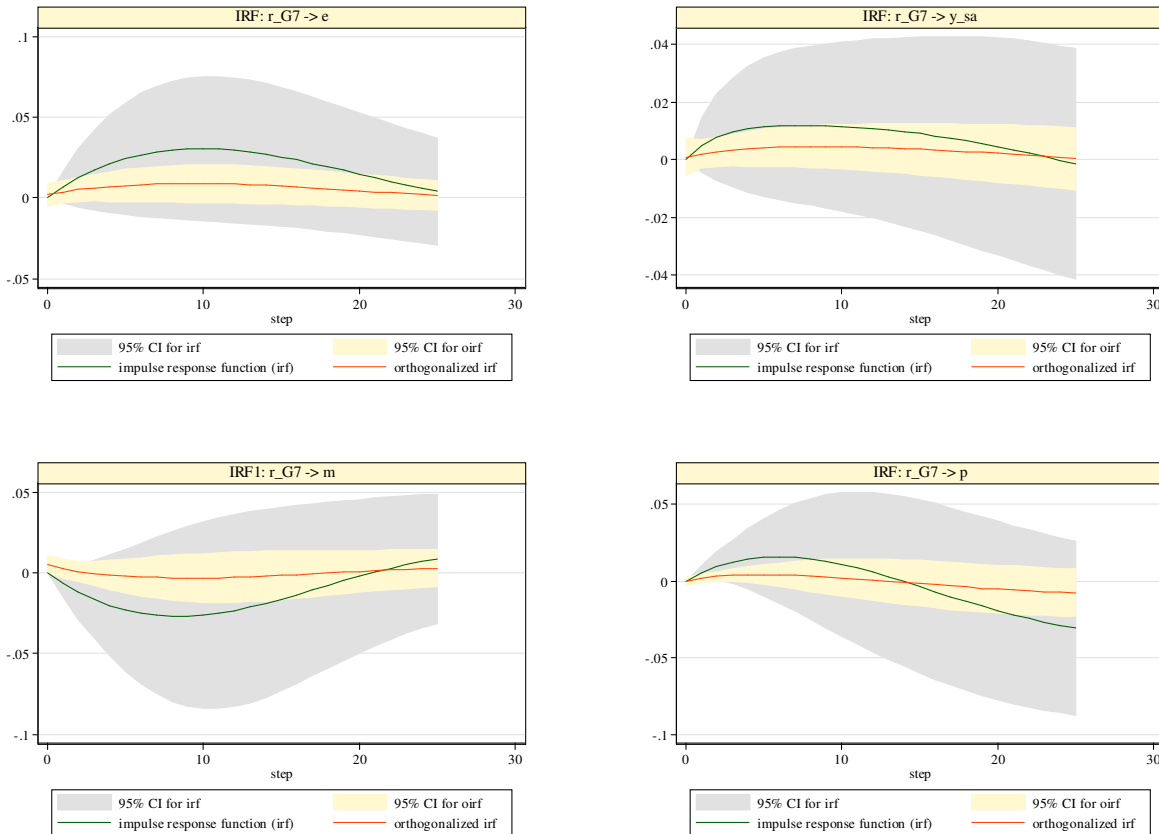 IRF: r_G7 -> e
.1
.05
0
-.05
0 10 20 30
step
95% CI for irf 95% CI for oirf
impulse response function (irf) orthogonalized irf
IRF: r_G7 -> y_sa
.04
.02
0
-.02
-.04
0 10 20 30
step
95% CI for irf 95% CI for oirf
impulse response function (irf) orthogonalized irf
IRF1: r_G7 -> m
.05
0
-.05
-.1
0 10 20 30
step
95% CI for irf 95% CI for oirf
impulse response function (irf) orthogonalized irf
IRF: r_G7 -> p
.05
0
-.05
-.1
0 10 20 30
step
95% CI for irf 95% CI for oirf
impulse response function (irf) orthogonalized irf